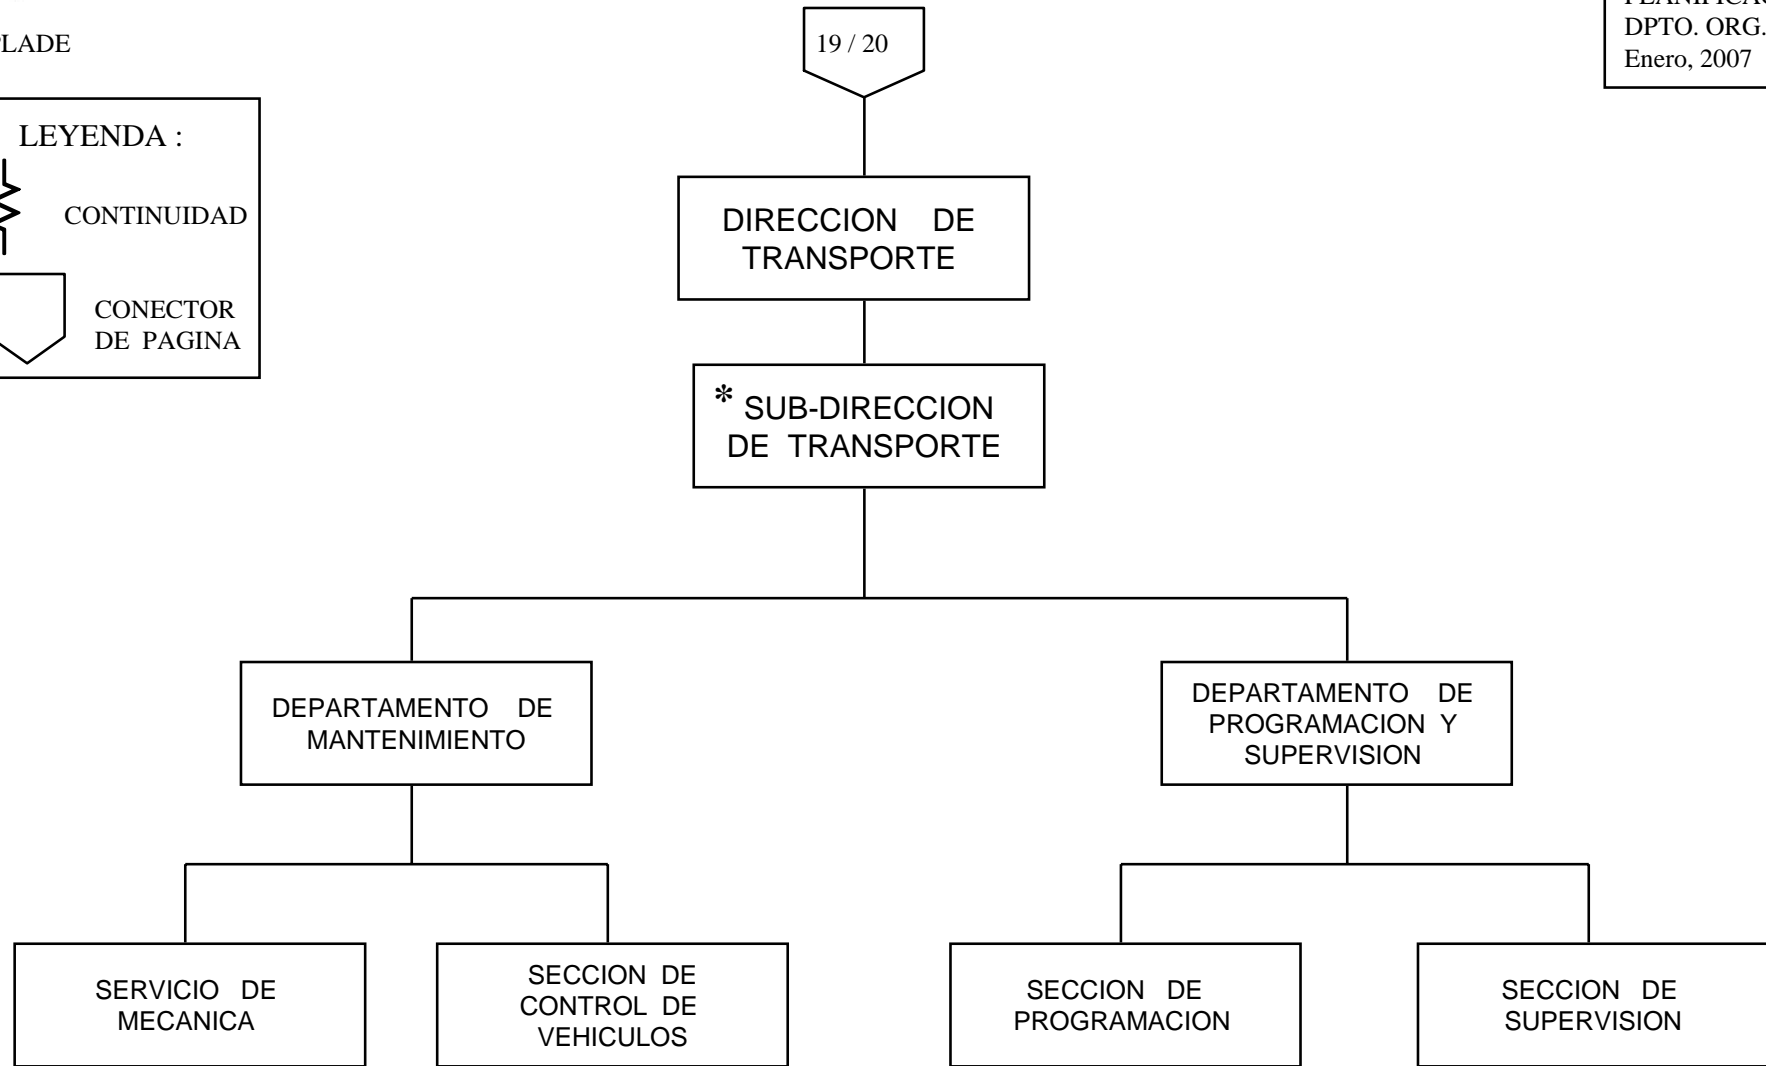 PLADE
19 / 20
DPTO. ORG.
Enero, 2007
LEYENDA :
CONTINUIDAD
CONECTOR
DE PAGINA
DIRECCION DE
TRANSPORTE
* SUB-DIRECCION
DE TRANSPORTE
DEPARTAMENTO DE
MANTENIMIENTO
DEPARTAMENTO DE
PROGRAMACION Y
SUPERVISION
SERVICIO DE
MECANICA
SECCION DE
CONTROL DE
VEHICULOS
SECCION DE
PROGRAMACION
SECCION DE
SUPERVISION